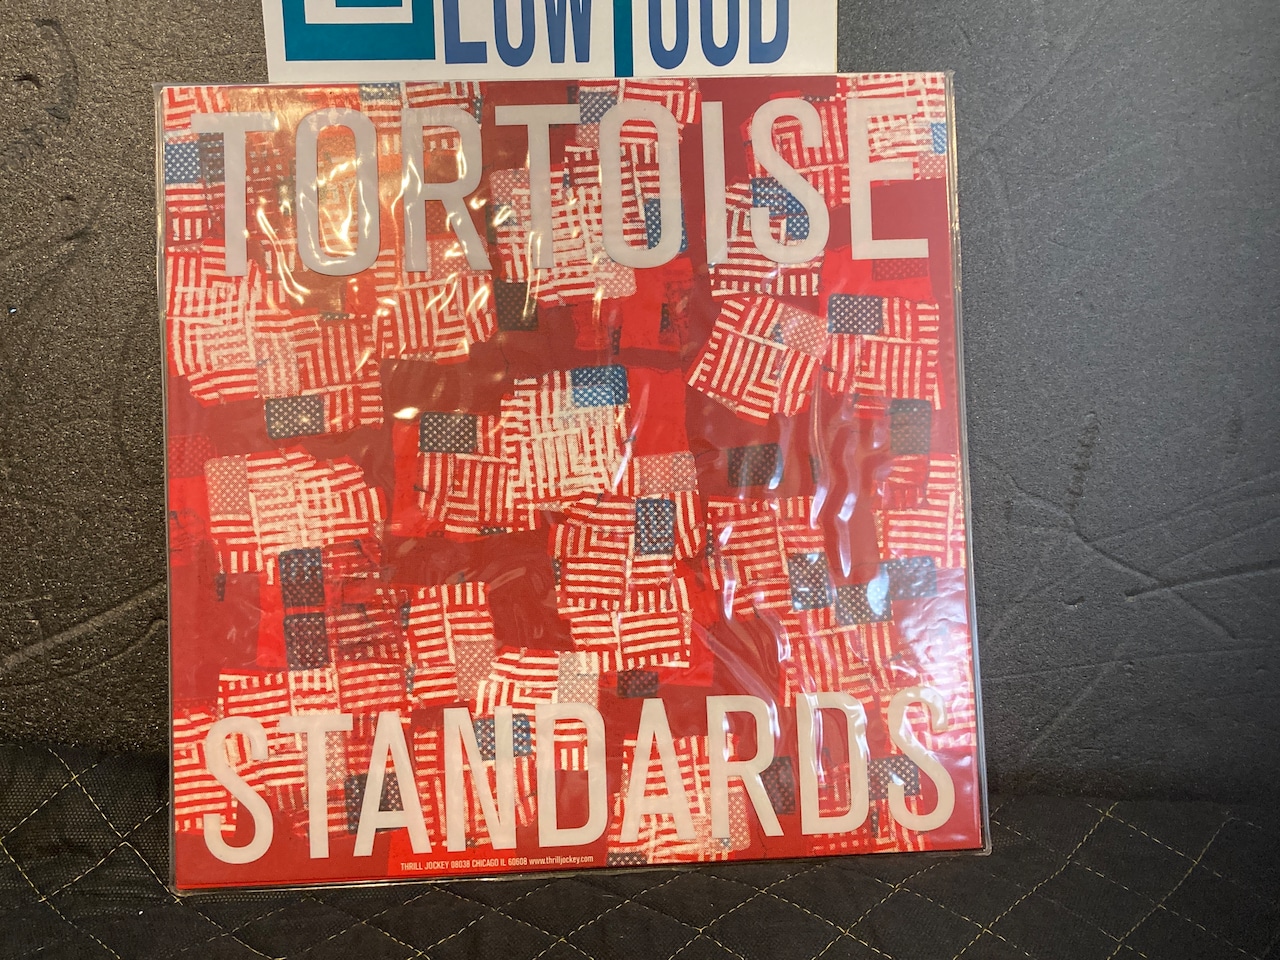 TORTOISE
STANDARDS
THRILL JOCKEY 08038 CHICAGO IL 60608 www.thrilljockey.com